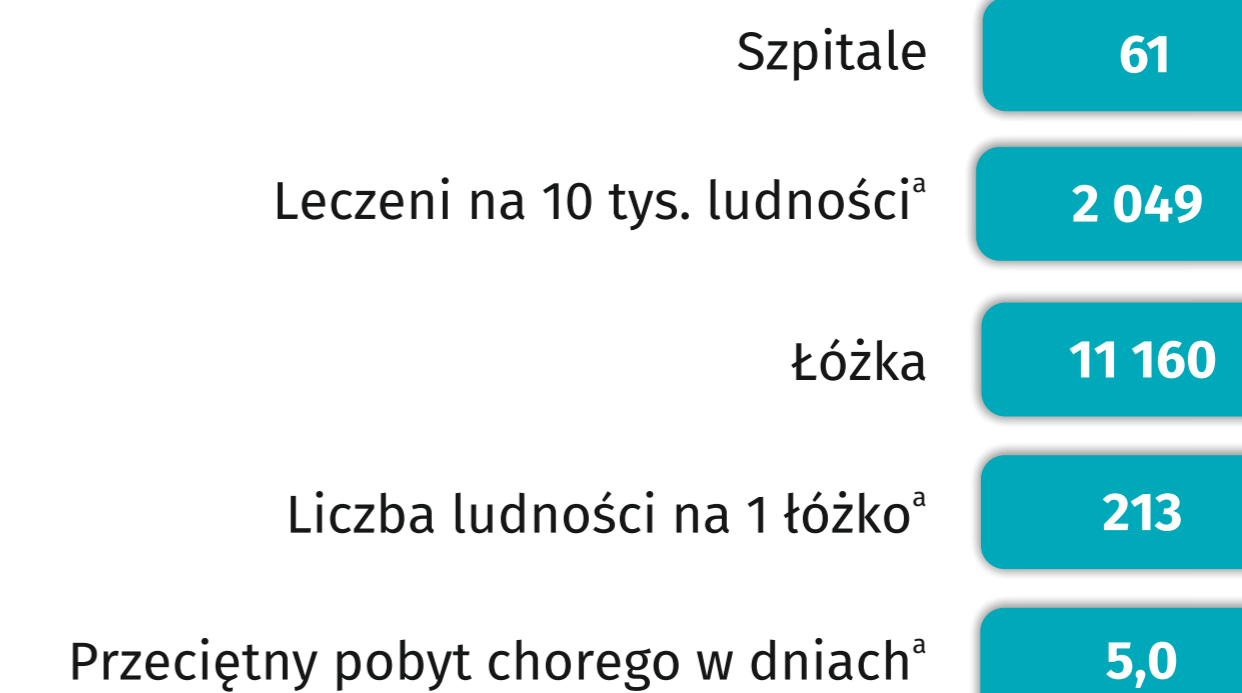 Szpitale 61
Leczeni na 10 tys. ludnościᵃ 2 049
Łóżka 11 160
Liczba ludności na 1 łóżkoᵃ 213
Przeciętny pobyt chorego w dniachᵃ 5,0